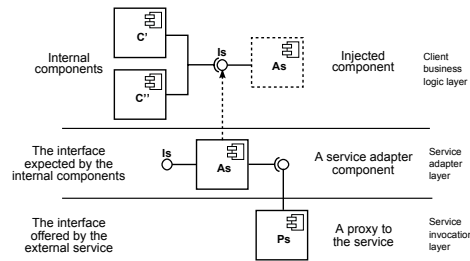 C'
Internal
components
Is
As
Injected
component
Client
business
logic layer
C''
The interface
expected by the
internal components
Is
As
A service adapter
component
Service
adapter
layer
The interface
offered by the
external service
Ps
A proxy to
the service
Service
invocation
layer